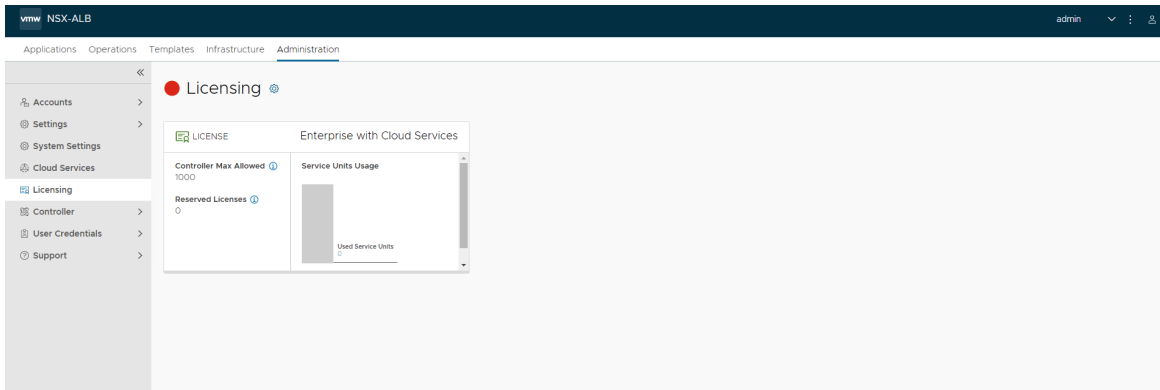 vmw NSX-ALB
admin
Applications Operations Templates Infrastructure Administration
Accounts
Settings
System Settings
Cloud Services
Licensing
Controller
User Credentials
Support
Licensing
LICENSE
Enterprise with Cloud Services
Controller Max Allowed
1000
Reserved Licenses
0
Service Units Usage
Used Service Units
0